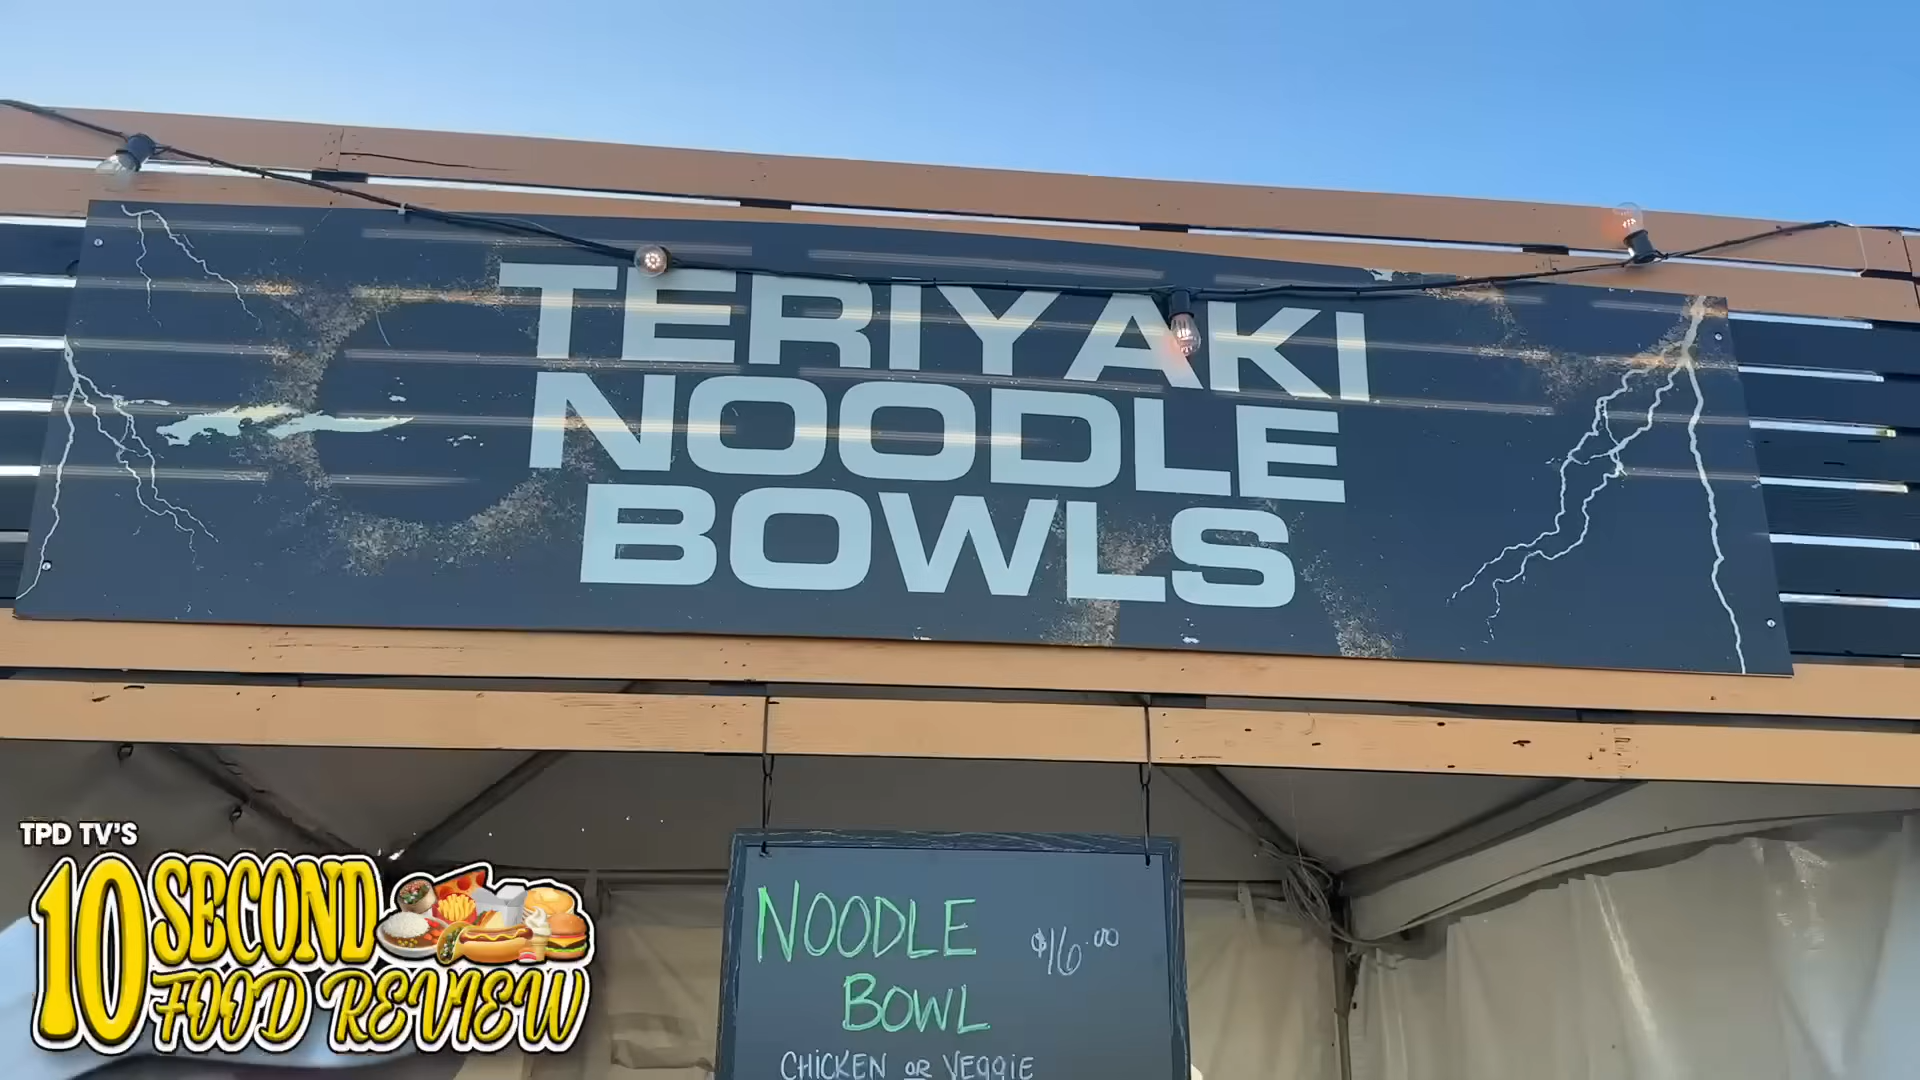 TERIYAKI
NOODLE
BOWLS
NOODLE $16.00
BOWL
CHICKEN OR VEGGIE
TPD TV'S
10 SECOND
FOOD REVIEW